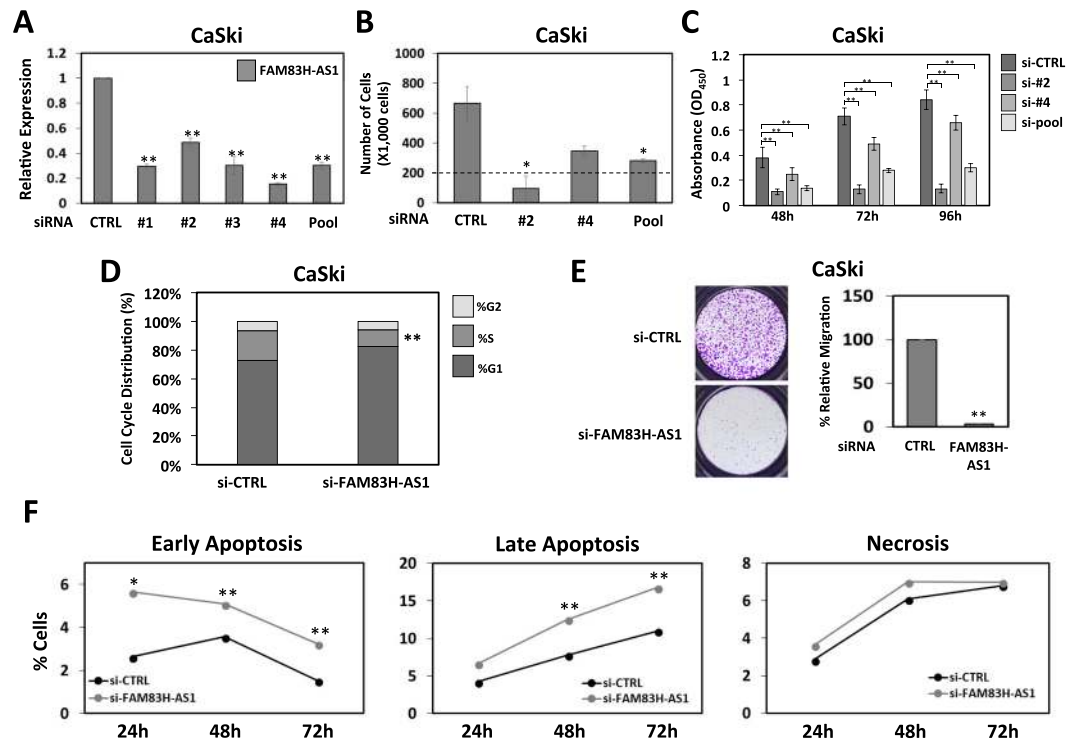 A
CaSki
Relative Expression
1.2
1
0.8
0.6
0.4
0.2
0
FAM83H-AS1
**
**
**
**
**
siRNA
CTRL
#1
#2
#3
#4
Pool
B
CaSki
Number of Cells
(X1,000 cells)
1000
800
600
400
200
0
*
*
siRNA
CTRL
#2
#4
Pool
C
CaSki
Absorbance (OD450)
1.2
1
0.8
0.6
0.4
0.2
0
**
**
**
**
**
**
**
**
**
48h
72h
96h
si-CTRL
si-#2
si-#4
si-pool
D
CaSki
Cell Cycle Distribution (%)
120%
100%
80%
60%
40%
20%
0%
**
si-CTRL
si-FAM83H-AS1
%G2
%S
%G1
E
CaSki
si-CTRL
si-FAM83H-AS1
% Relative Migration
150
100
50
0
**
siRNA
CTRL
FAM83H-
AS1
F
Early Apoptosis
% Cells
6
4
2
0
*
**
**
si-CTRL
si-FAM83H-AS1
24h
48h
72h
Late Apoptosis
20
15
10
5
0
**
**
si-CTRL
si-FAM83H-AS1
24h
48h
72h
Necrosis
8
6
4
2
0
si-CTRL
si-FAM83H-AS1
24h
48h
72h